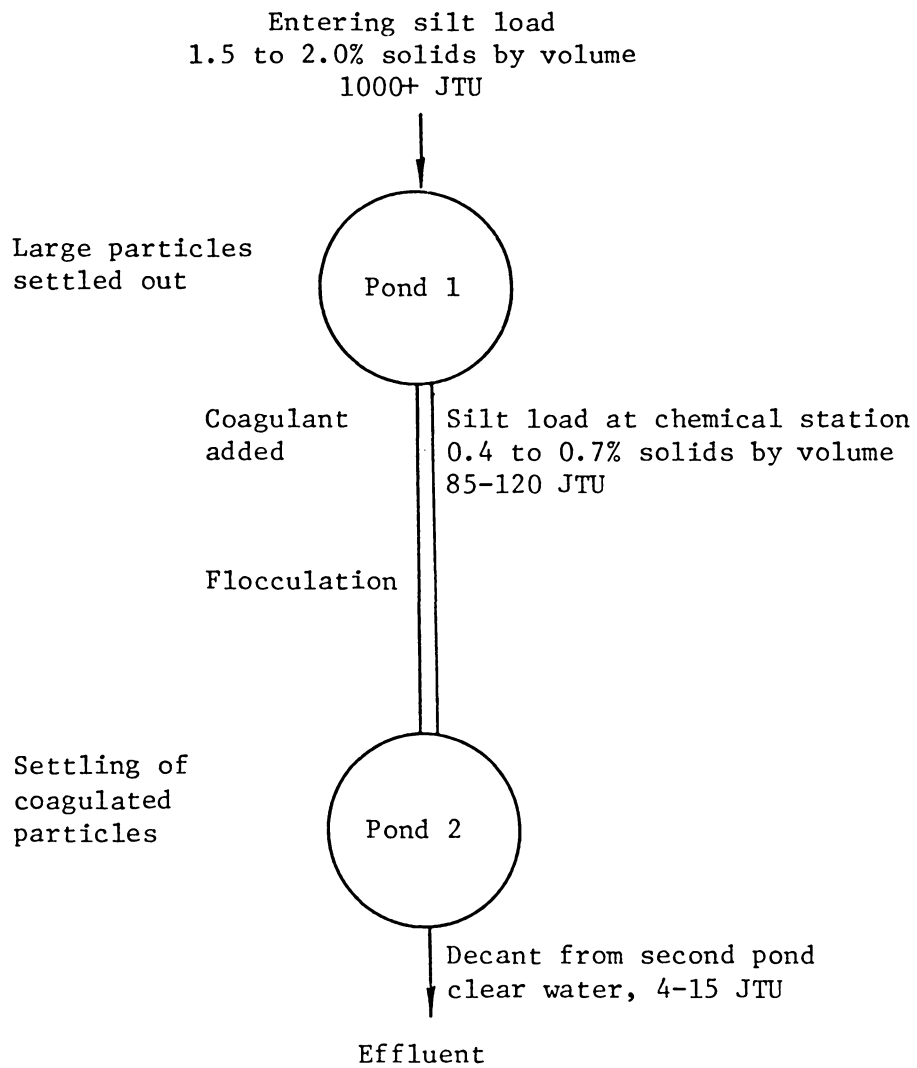 Entering silt load
1.5 to 2.0% solids by volume
1000+ JTU
Large particles
settled out
Pond 1
Coagulant
added
Silt load at chemical station
0.4 to 0.7% solids by volume
85-120 JTU
Flocculation
Settling of
coagulated
particles
Pond 2
Decant from second pond
clear water, 4-15 JTU
Effluent